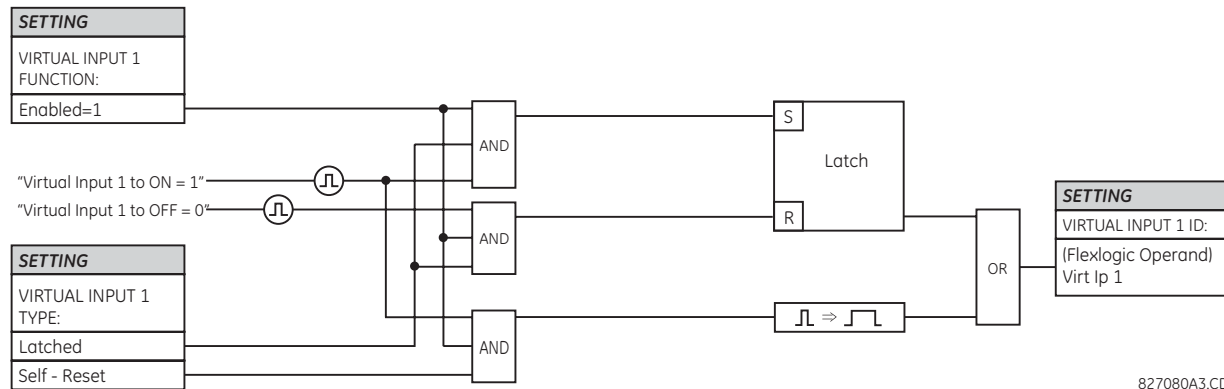 SETTING
VIRTUAL INPUT 1
FUNCTION:
Enabled=1
"Virtual Input 1 to ON = 1"
"Virtual Input 1 to OFF = 0"
SETTING
VIRTUAL INPUT 1
TYPE:
Latched
Self - Reset
AND
AND
AND
S
Latch
R
OR
SETTING
VIRTUAL INPUT 1 ID:
(Flexlogic Operand)
Virt Ip 1